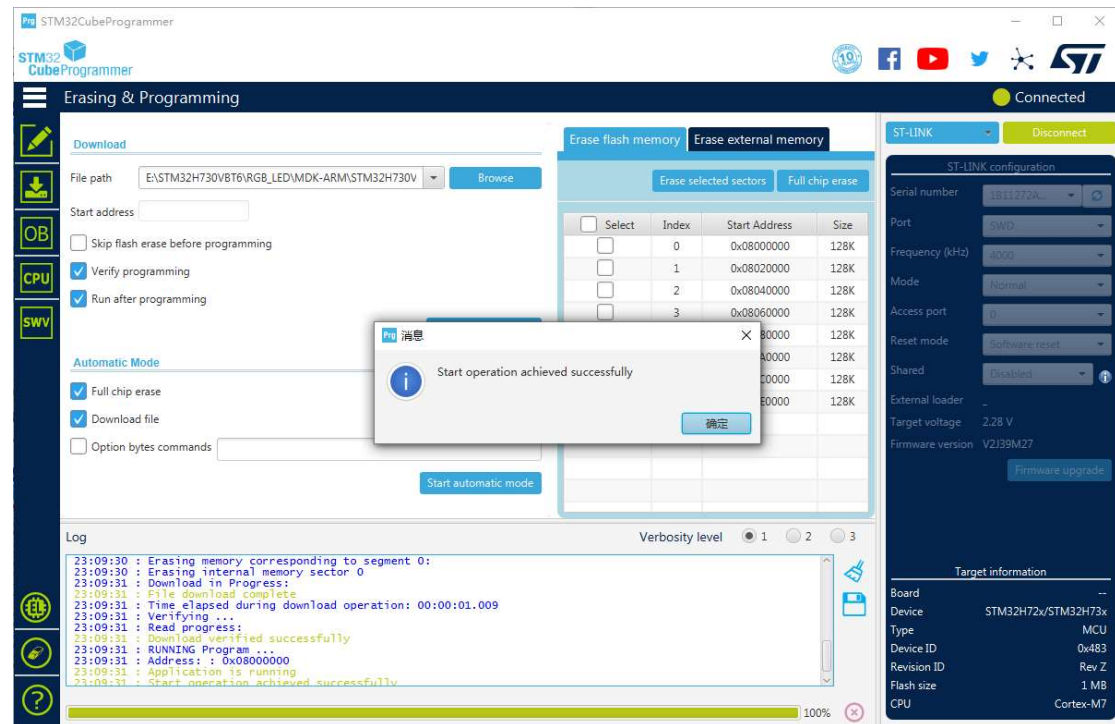 Prg STM32CubeProgrammer
STM32
CubeProgrammer
10
Erasing & Programming
Connected
OB
CPU
SWV
Download
File path E:\STM32H730VBT6\RGB_LED\MDK-ARM\STM32H730V Browse
Start address
Skip flash erase before programming
Verify programming
Run after programming
Automatic Mode
Full chip erase
Download file
Option bytes commands
Start automatic mode
Erase flash memory Erase external memory
Erase selected sectors Full chip erase
Select Index Start Address Size
0 0x08000000 128K
1 0x08020000 128K
2 0x08040000 128K
3 0x08060000 128K
80000 128K
A0000 128K
C0000 128K
E0000 128K
Prg 消息
Start operation achieved successfully
确定
ST-LINK Disconnect
ST-LINK configuration
Serial number 1B11272A...
Port SWD
Frequency (kHz) 4000
Mode Normal
Access port 0
Reset mode Software reset
Shared Disabled
External loader _
Target voltage 2.28 V
Firmware version V2J39M27
Firmware upgrade
Log
Verbosity level 1 2 3
23:09:30 : Erasing memory corresponding to segment 0:
23:09:30 : Erasing internal memory sector 0
23:09:31 : Download in Progress:
23:09:31 : File download complete
23:09:31 : Time elapsed during download operation: 00:00:01.009
23:09:31 : Verifying ...
23:09:31 : Read progress:
23:09:31 : Download verified successfully
23:09:31 : RUNNING Program ...
23:09:31 : Address: : 0x08000000
23:09:31 : Application is running
23:09:31 : Start operation achieved successfully
100%
Target information
Board --
Device STM32H72x/STM32H73x
Type MCU
Device ID 0x483
Revision ID Rev Z
Flash size 1 MB
CPU Cortex-M7